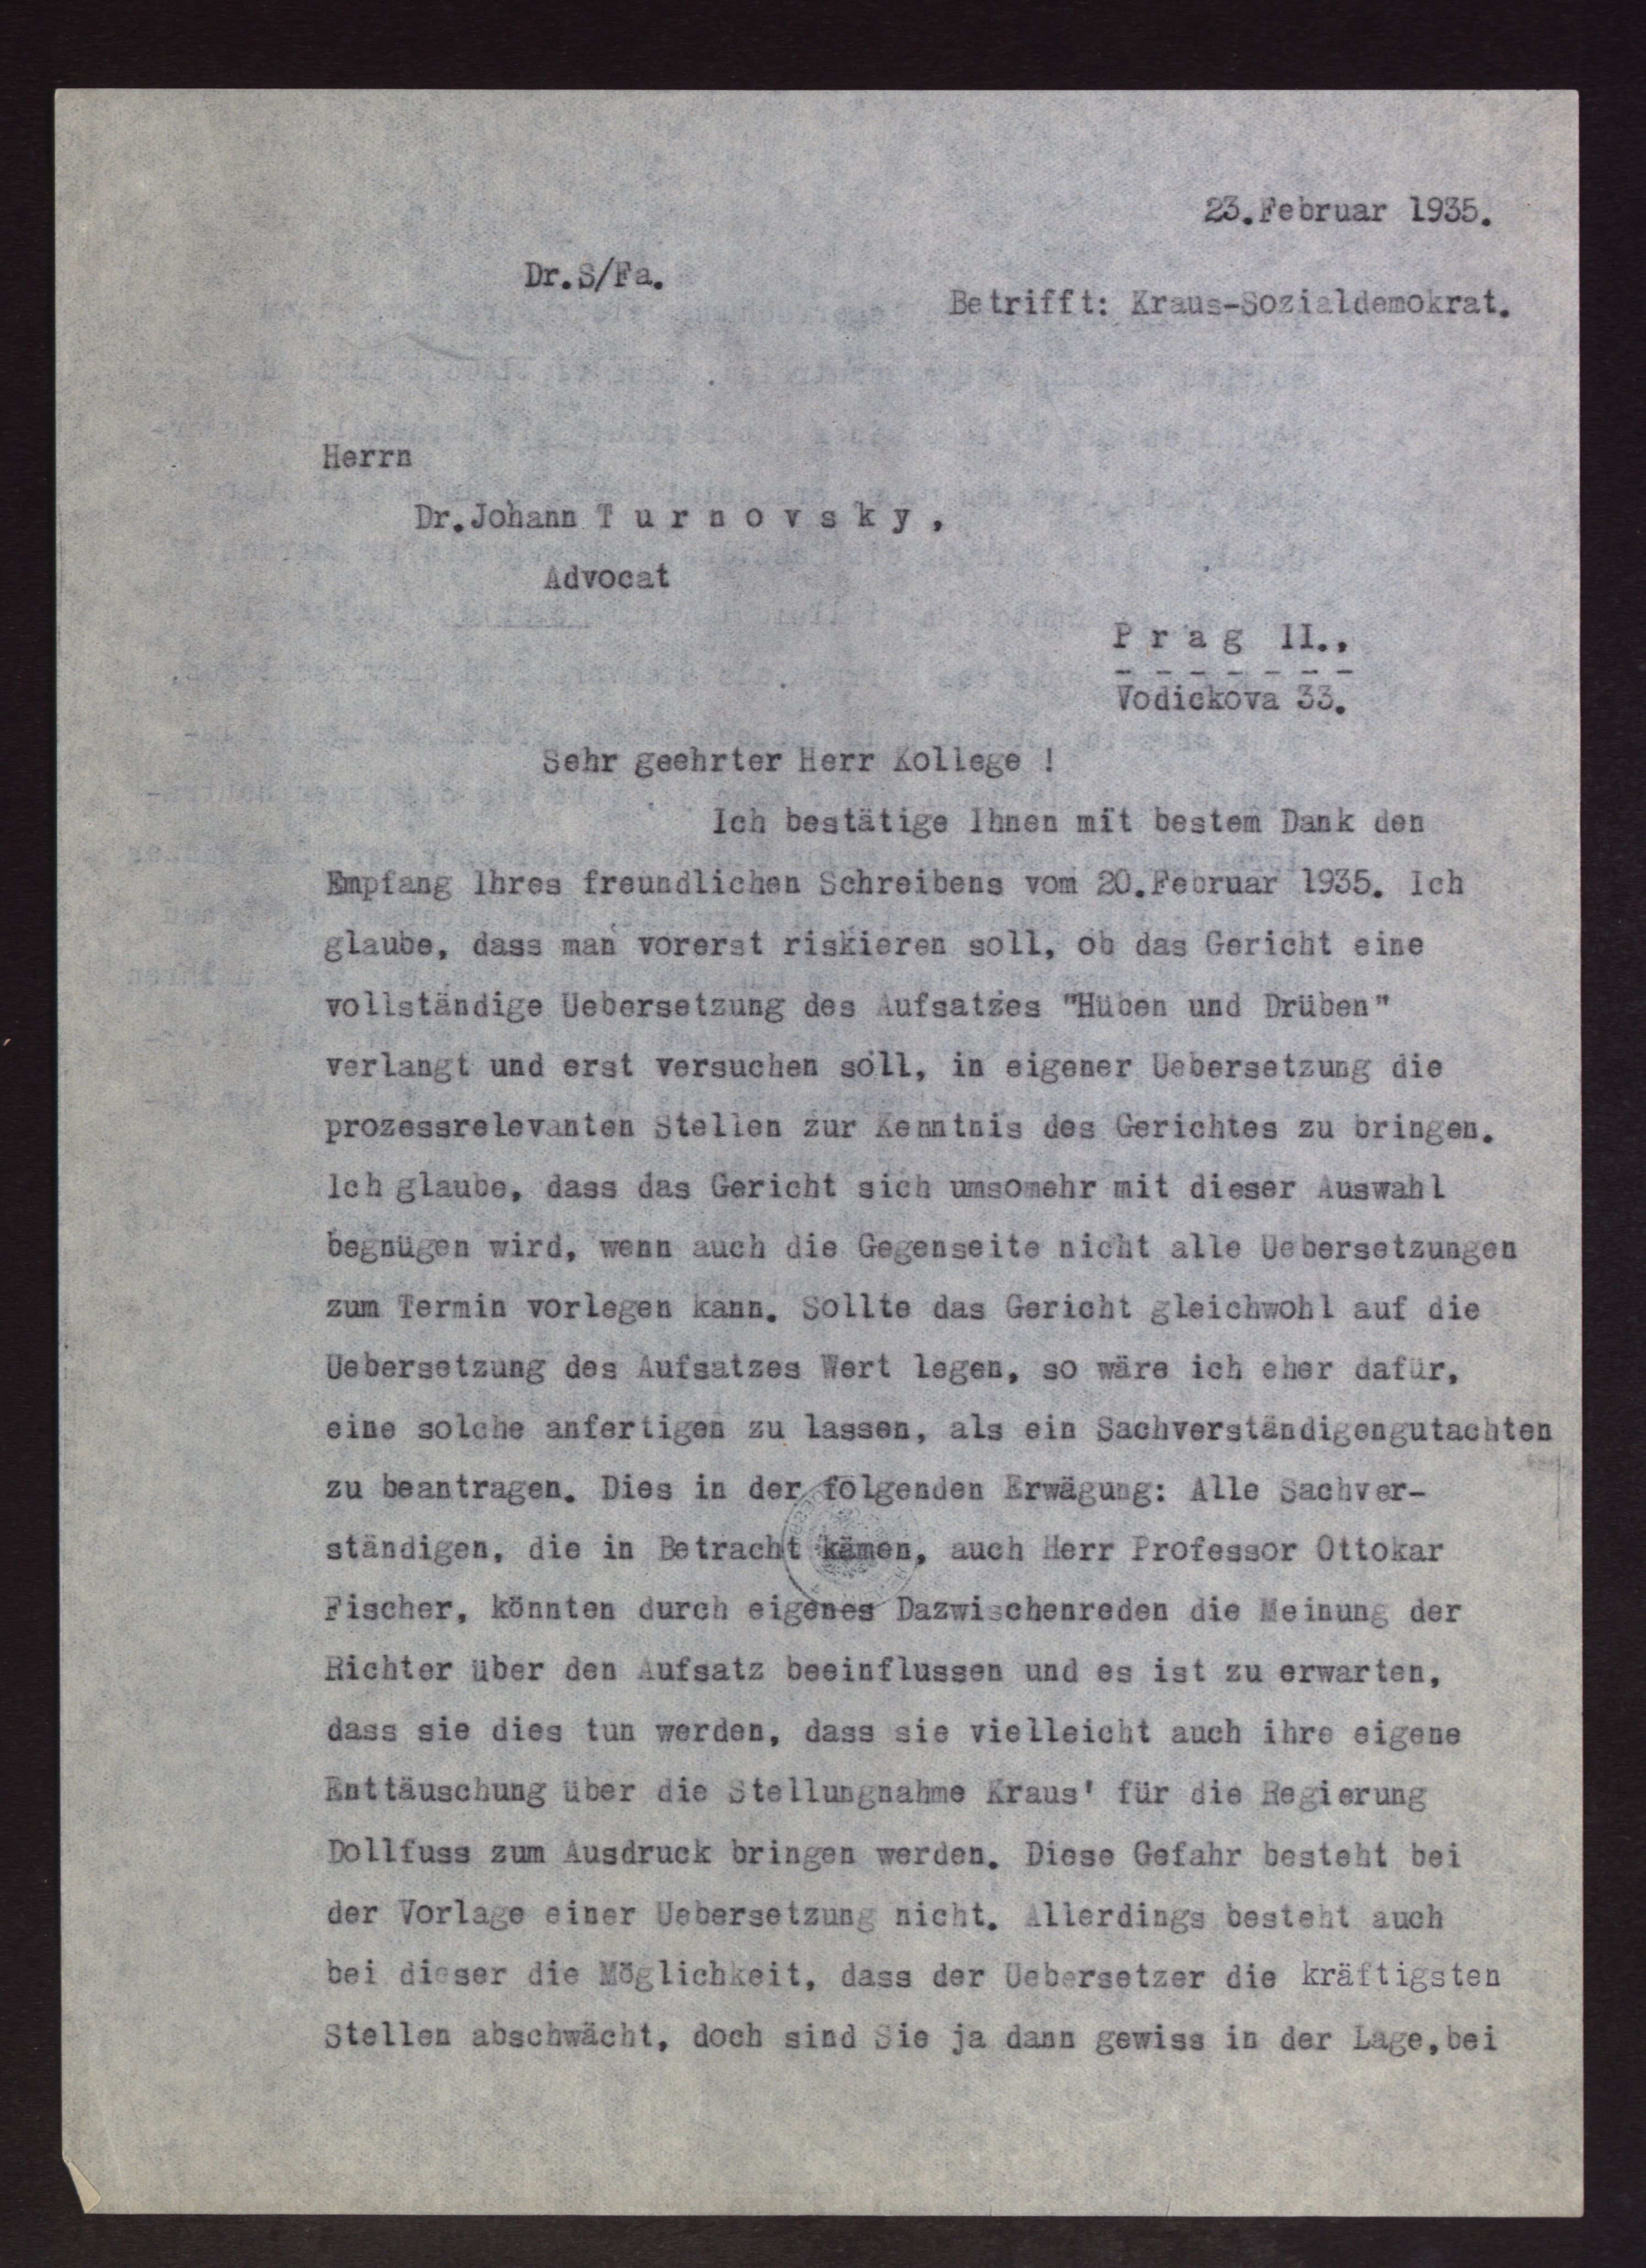 23.Februar 1935.
Dr.S/Fa.
Betrifft: Kraus-Sozialdemokrat.
Herrn
Dr.Johann T u r n o v s k y ,
Advocat
P r a g II.,
- - - - - - -
Vodickova 33.
Sehr geehrter Herr Kollege !
Ich bestätige Ihnen mit bestem Dank den
Empfang Ihres freundlichen Schreibens vom 20.Februar 1935. Ich
glaube, dass man vorerst riskieren soll, ob das Gericht eine
vollständige Uebersetzung des Aufsatzes "Hüben und Drüben"
verlangt und erst versuchen soll, in eigener Uebersetzung die
prozessrelevanten Stellen zur Kenntnis des Gerichtes zu bringen.
Ich glaube, dass das Gericht sich umsomehr mit dieser Auswahl
begnügen wird, wenn auch die Gegenseite nicht alle Uebersetzungen
zum Termin vorlegen kann. Sollte das Gericht gleichwohl auf die
Uebersetzung des Aufsatzes Wert legen, so wäre ich eher dafür,
eine solche anfertigen zu lassen, als ein Sachverständigengutachten
zu beantragen. Dies in der folgenden Erwägung: Alle Sachver-
ständigen, die in Betracht kämen, auch Herr Professor Ottokar
Fischer, könnten durch eigenes Dazwischenreden die Meinung der
Richter über den Aufsatz beeinflussen und es ist zu erwarten,
dass sie dies tun werden, dass sie vielleicht auch ihre eigene
Enttäuschung über die Stellungnahme Kraus' für die Regierung
Dollfuss zum Ausdruck bringen werden. Diese Gefahr besteht bei
der Vorlage einer Uebersetzung nicht. Allerdings besteht auch
bei dieser die Möglichkeit, dass der Uebersetzer die kräftigsten
Stellen abschwächt, doch sind Sie ja dann gewiss in der Lage,bei